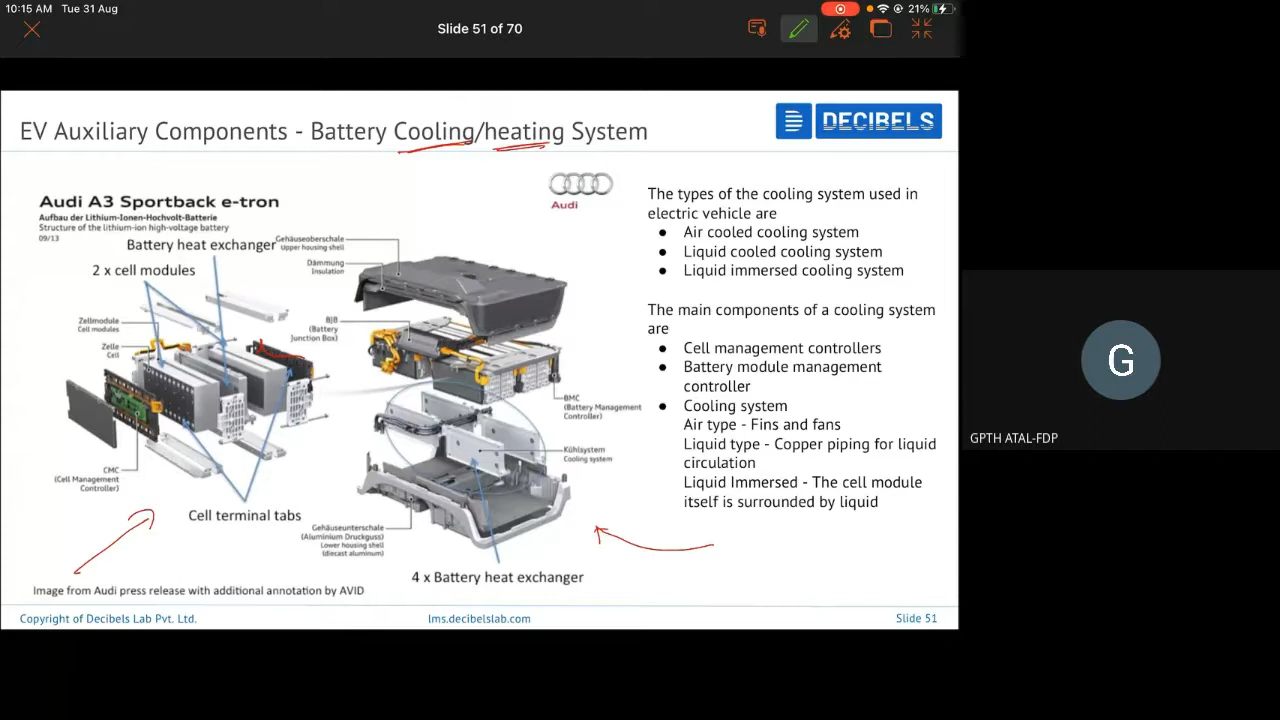 10:15 AM Tue 31 Aug
21%
Slide 51 of 70
EV Auxiliary Components - Battery Cooling/heating System
DECIBELS
Audi A3 Sportback e-tron
Aufbau der Lithium-Ionen-Hochvolt-Batterie
Structure of the lithium-ion high-voltage battery
09/13
Battery heat exchanger
2 x cell modules
Zellmodule
Cell modules
Zelle
Cell
CMC
(Cell Management
Controller)
Cell terminal tabs
Gehäuseoberschale
Upper housing shell
Dämmung
Insulation
BJB
(Battery
Junction Box)
BMC
(Battery Management
Controller)
Kühlsystem
Cooling system
Gehäuseunterschale
(Aluminium Druckguss)
Lower housing shell
(diecast aluminum)
4 x Battery heat exchanger
Image from Audi press release with additional annotation by AVID
Audi
The types of the cooling system used in
electric vehicle are
● Air cooled cooling system
● Liquid cooled cooling system
● Liquid immersed cooling system
The main components of a cooling system
are
● Cell management controllers
● Battery module management
controller
● Cooling system
Air type - Fins and fans
Liquid type - Copper piping for liquid
circulation
Liquid Immersed - The cell module
itself is surrounded by liquid
Copyright of Decibels Lab Pvt. Ltd.
lms.decibelslab.com
Slide 51
G
GPTH ATAL-FDP